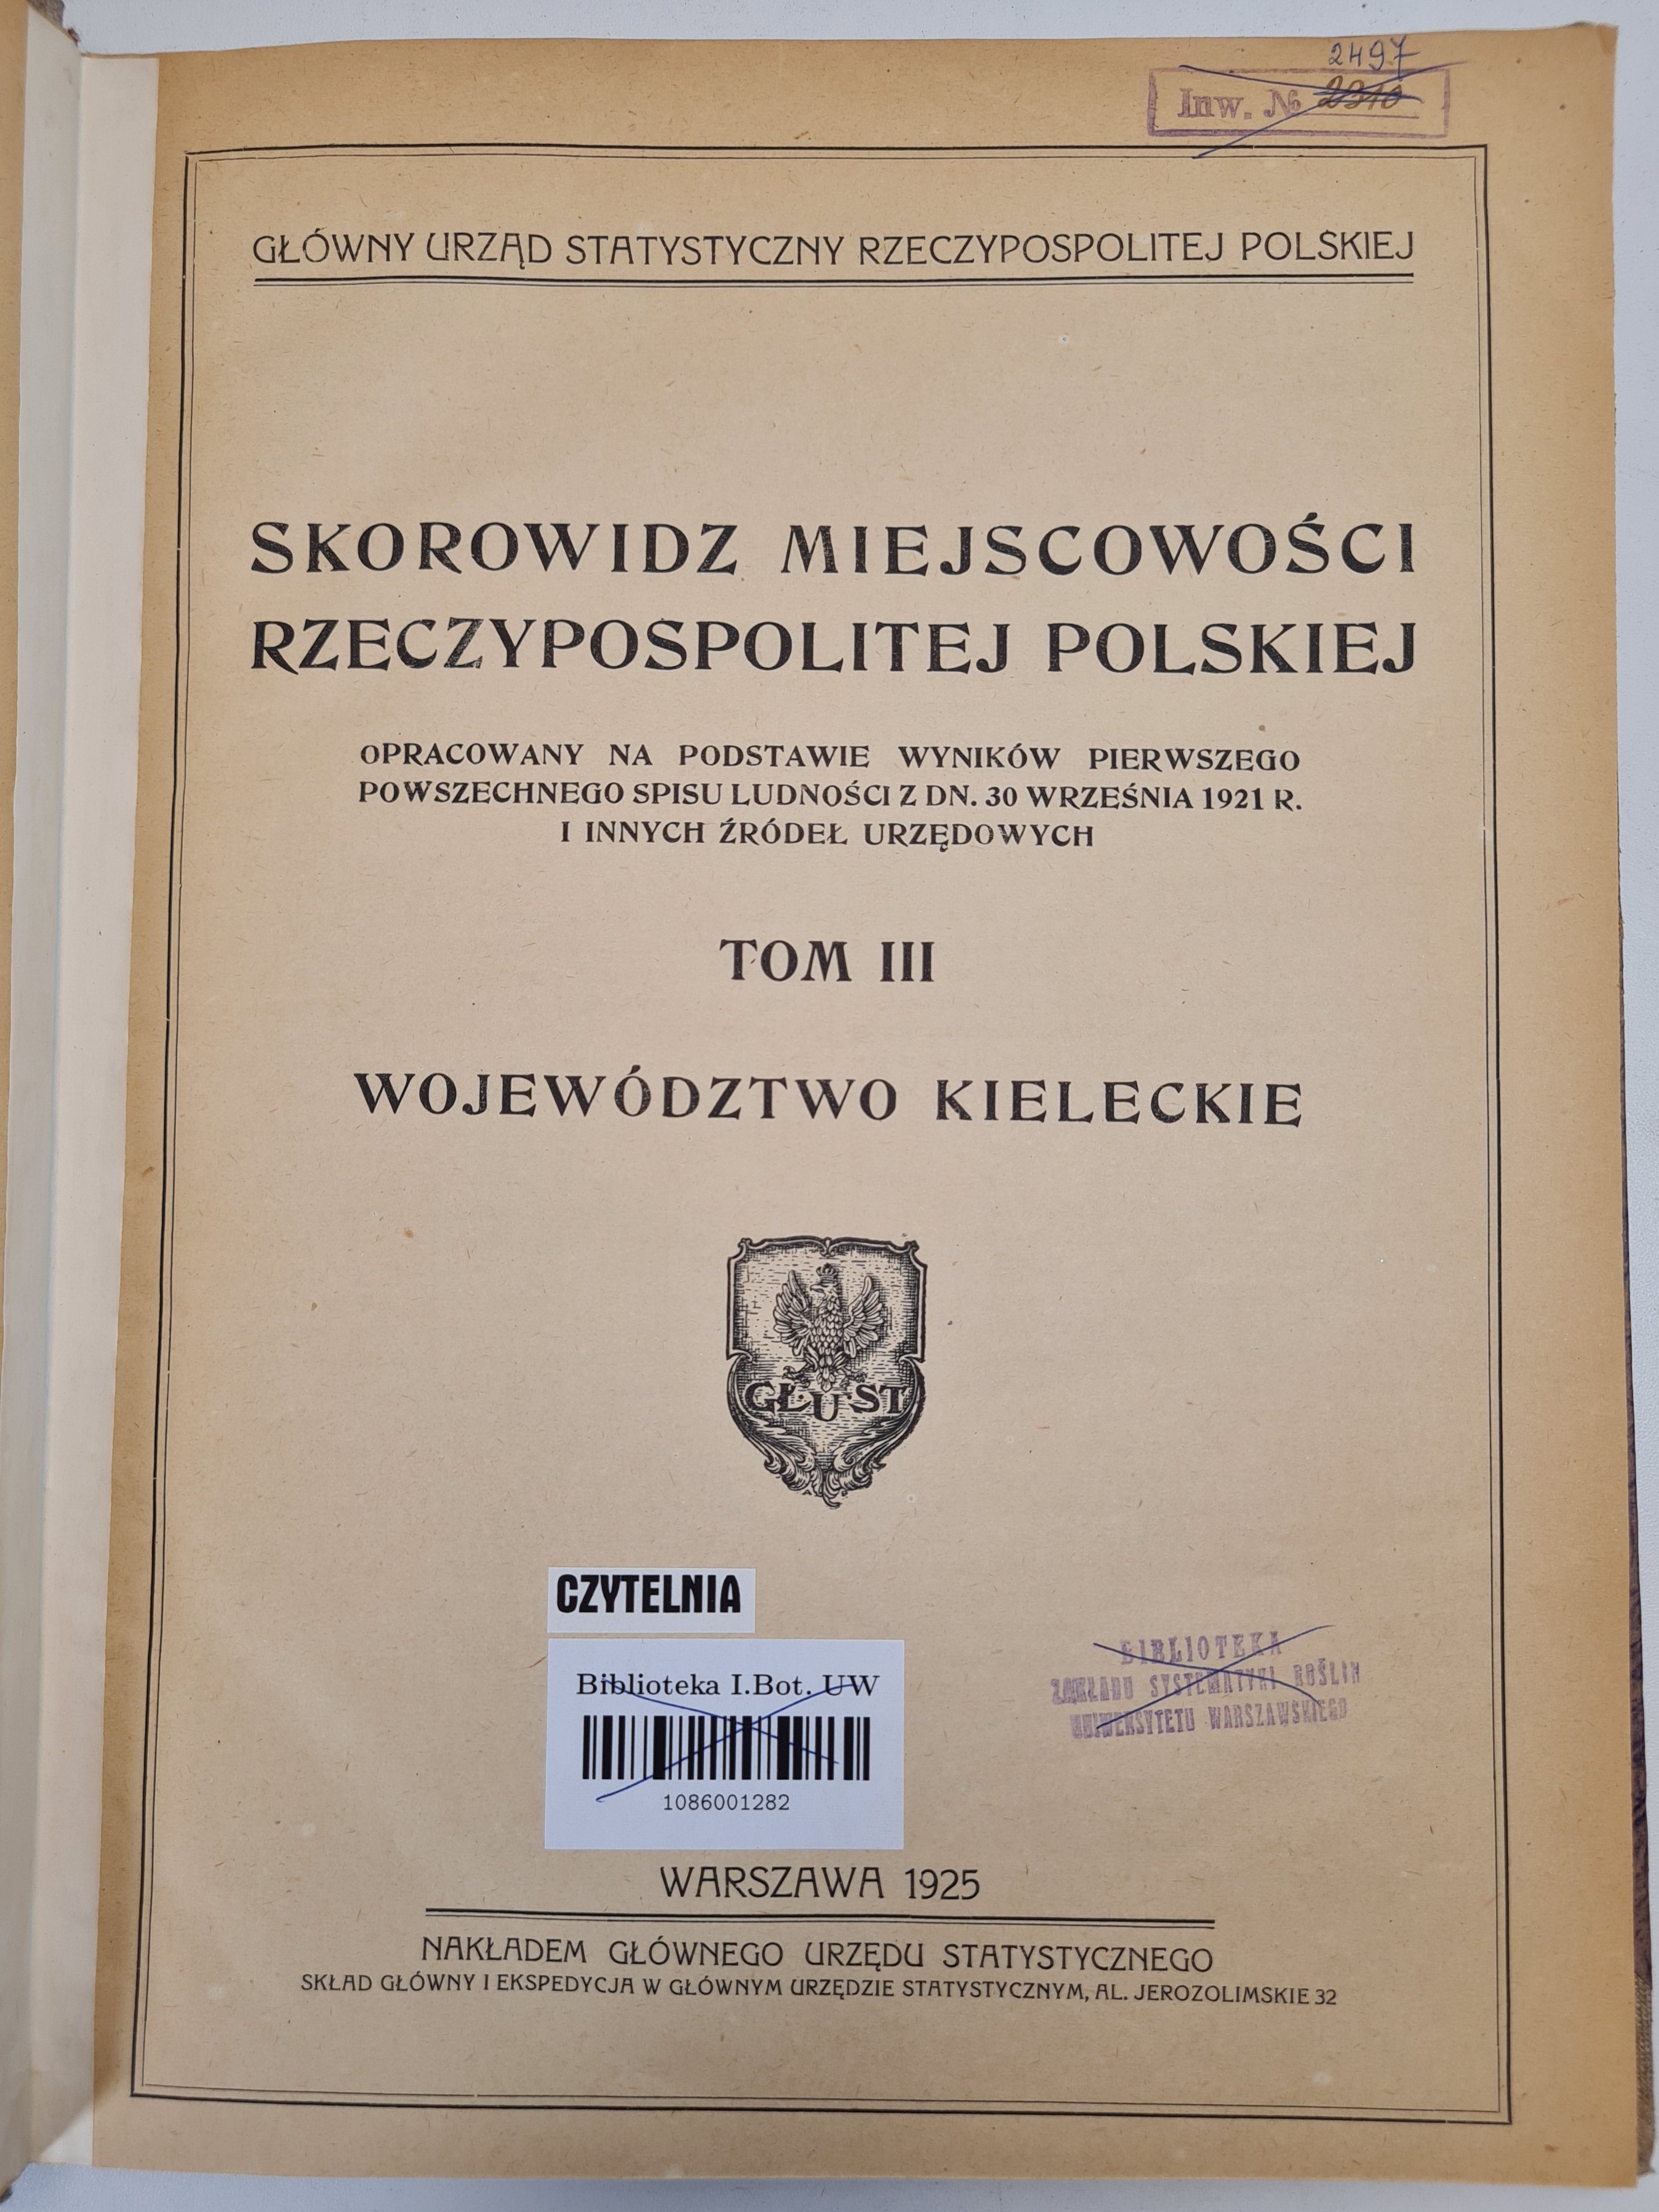 2497
Inw. № 2310
GŁÓWNY URZĄD STATYSTYCZNY RZECZYPOSPOLITEJ POLSKIEJ
SKOROWIDZ MIEJSCOWOŚCI
RZECZYPOSPOLITEJ POLSKIEJ
OPRACOWANY NA PODSTAWIE WYNIKÓW PIERWSZEGO
POWSZECHNEGO SPISU LUDNOŚCI Z DN. 30 WRZEŚNIA 1921 R.
I INNYCH ŹRÓDEŁ URZĘDOWYCH
TOM III
WOJEWÓDZTWO KIELECKIE
GŁ·U·ST
CZYTELNIA
Biblioteka I.Bot. UW
1086001282
BIBLIOTEKA
ZAKŁADU SYSTEMATYKI ROŚLIN
UNIWERSYTETU WARSZAWSKIEGO
WARSZAWA 1925
NAKŁADEM GŁÓWNEGO URZĘDU STATYSTYCZNEGO
SKŁAD GŁÓWNY I EKSPEDYCJA W GŁÓWNYM URZĘDZIE STATYSTYCZNYM, AL. JEROZOLIMSKIE 32